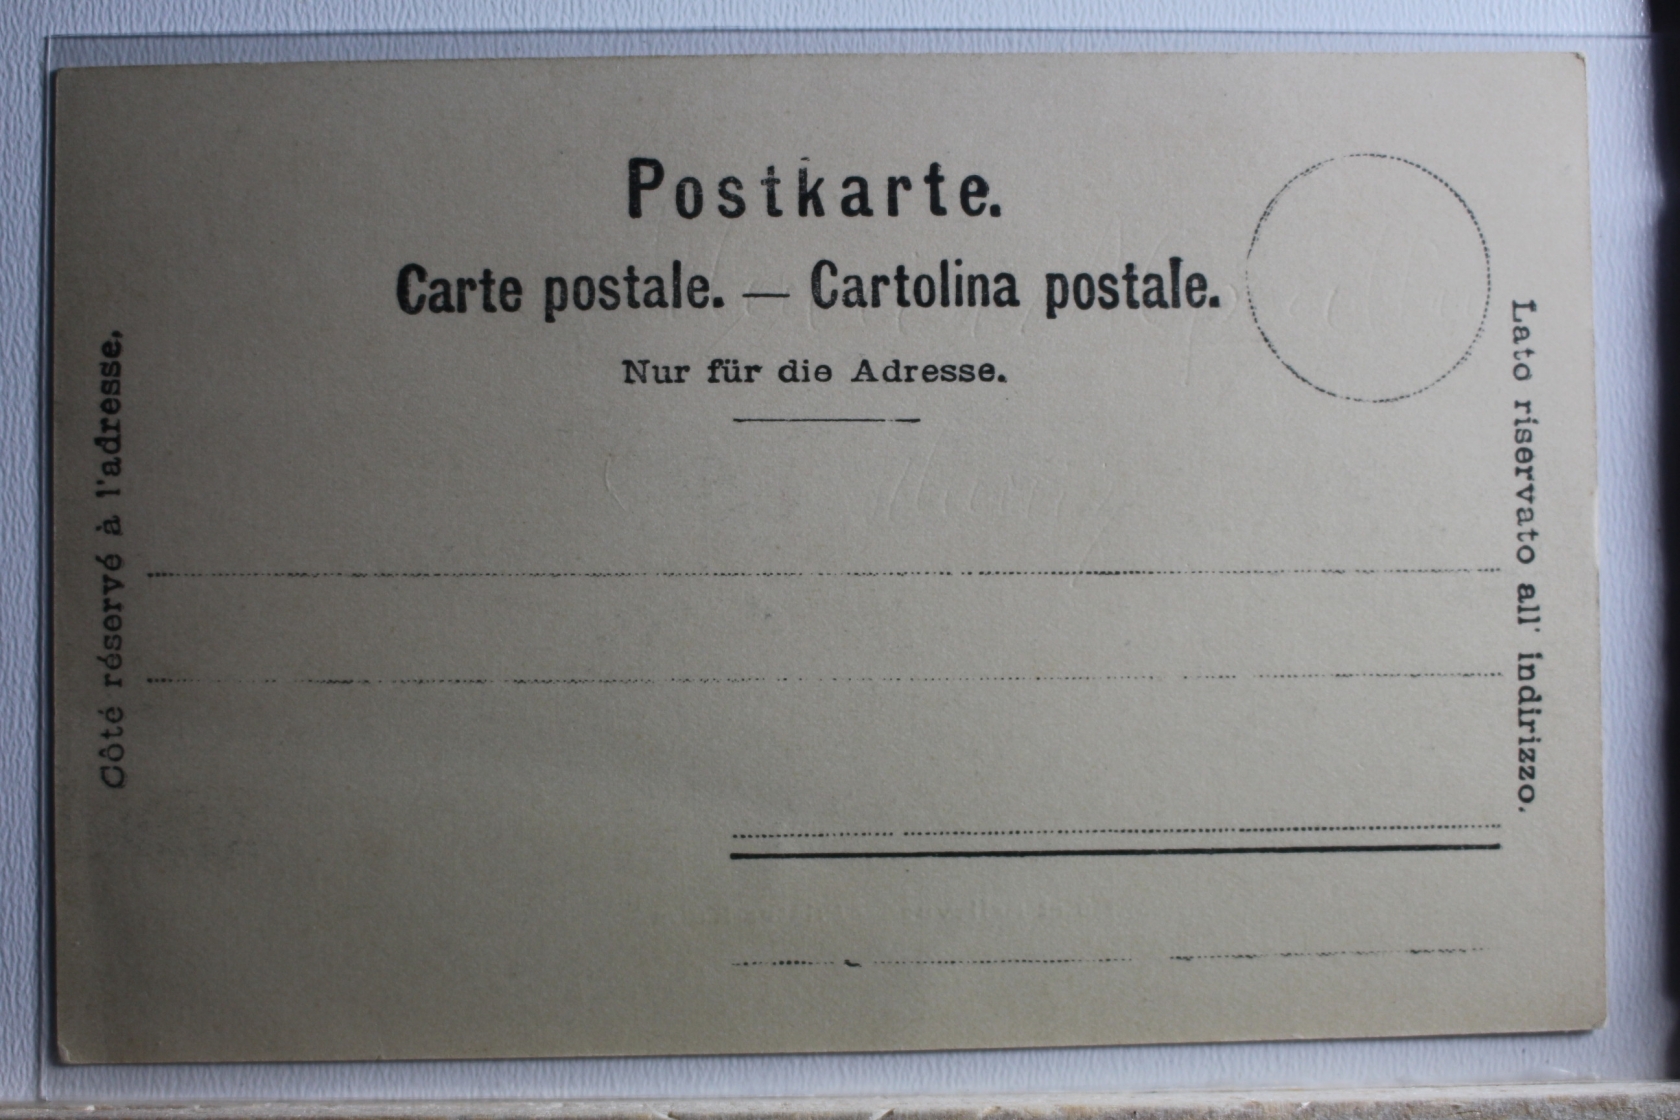 Postkarte.
Carte postale. — Cartolina postale.
Nur für die Adresse.
Côté réservé à l'adresse.
Lato riservato all' indirizzo.